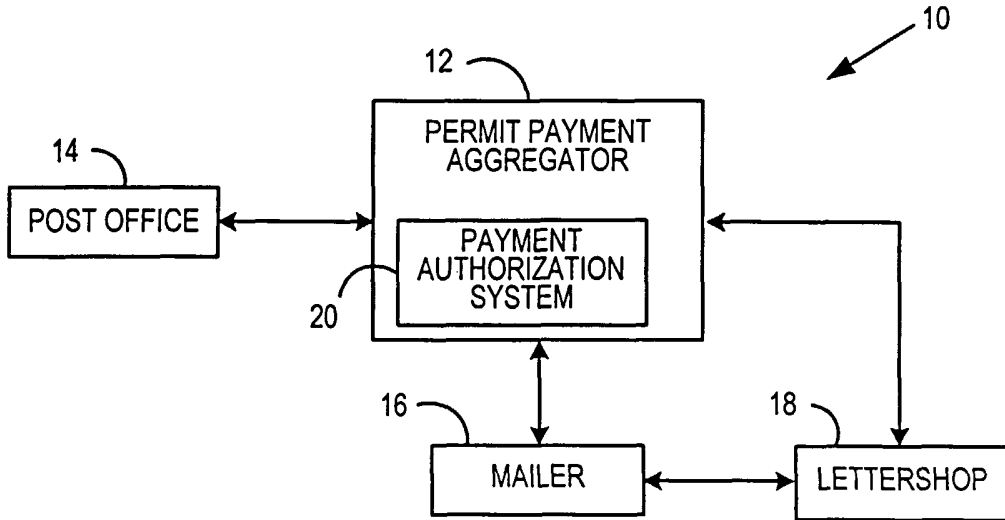 10
12
PERMIT PAYMENT
AGGREGATOR
14
POST OFFICE
PAYMENT
AUTHORIZATION
SYSTEM
20
16
MAILER
18
LETTERSHOP